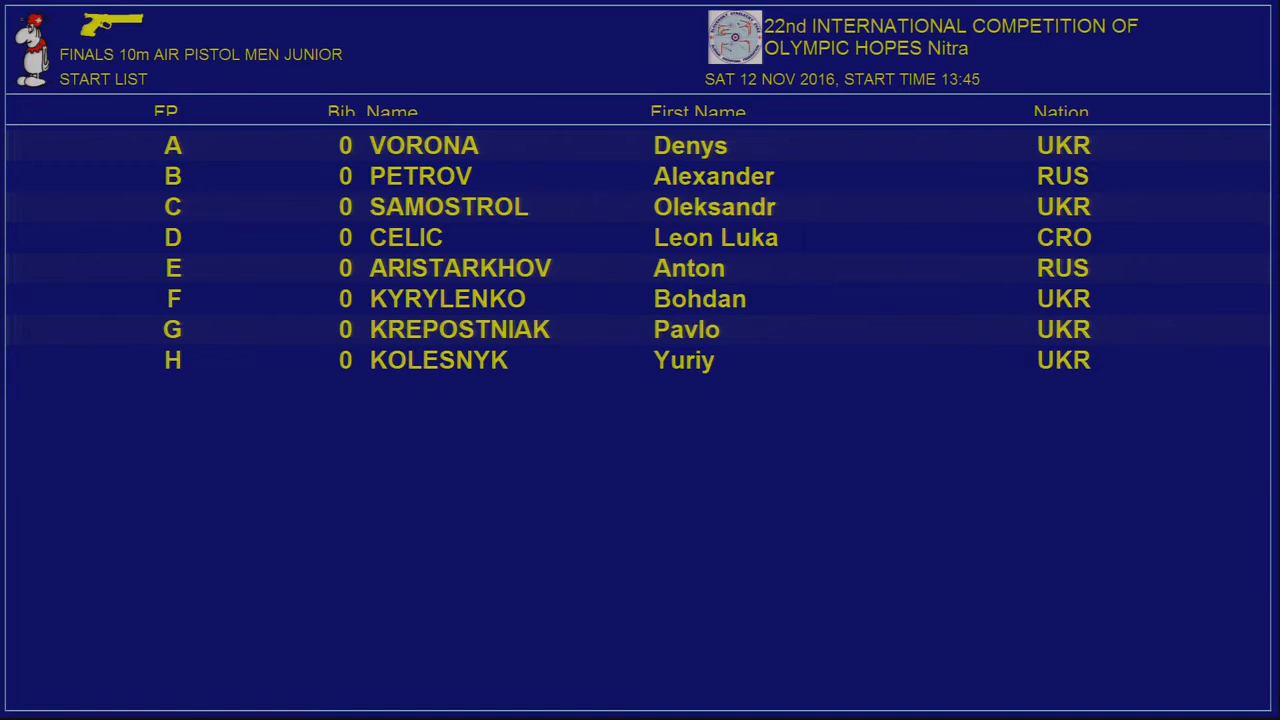 FINALS 10m AIR PISTOL MEN JUNIOR
START LIST
22nd INTERNATIONAL COMPETITION OF
OLYMPIC HOPES Nitra
SAT 12 NOV 2016, START TIME 13:45
FP Bib Name First Name Nation
A 0 VORONA Denys UKR
B 0 PETROV Alexander RUS
C 0 SAMOSTROL Oleksandr UKR
D 0 CELIC Leon Luka CRO
E 0 ARISTARKHOV Anton RUS
F 0 KYRYLENKO Bohdan UKR
G 0 KREPOSTNIAK Pavlo UKR
H 0 KOLESNYK Yuriy UKR